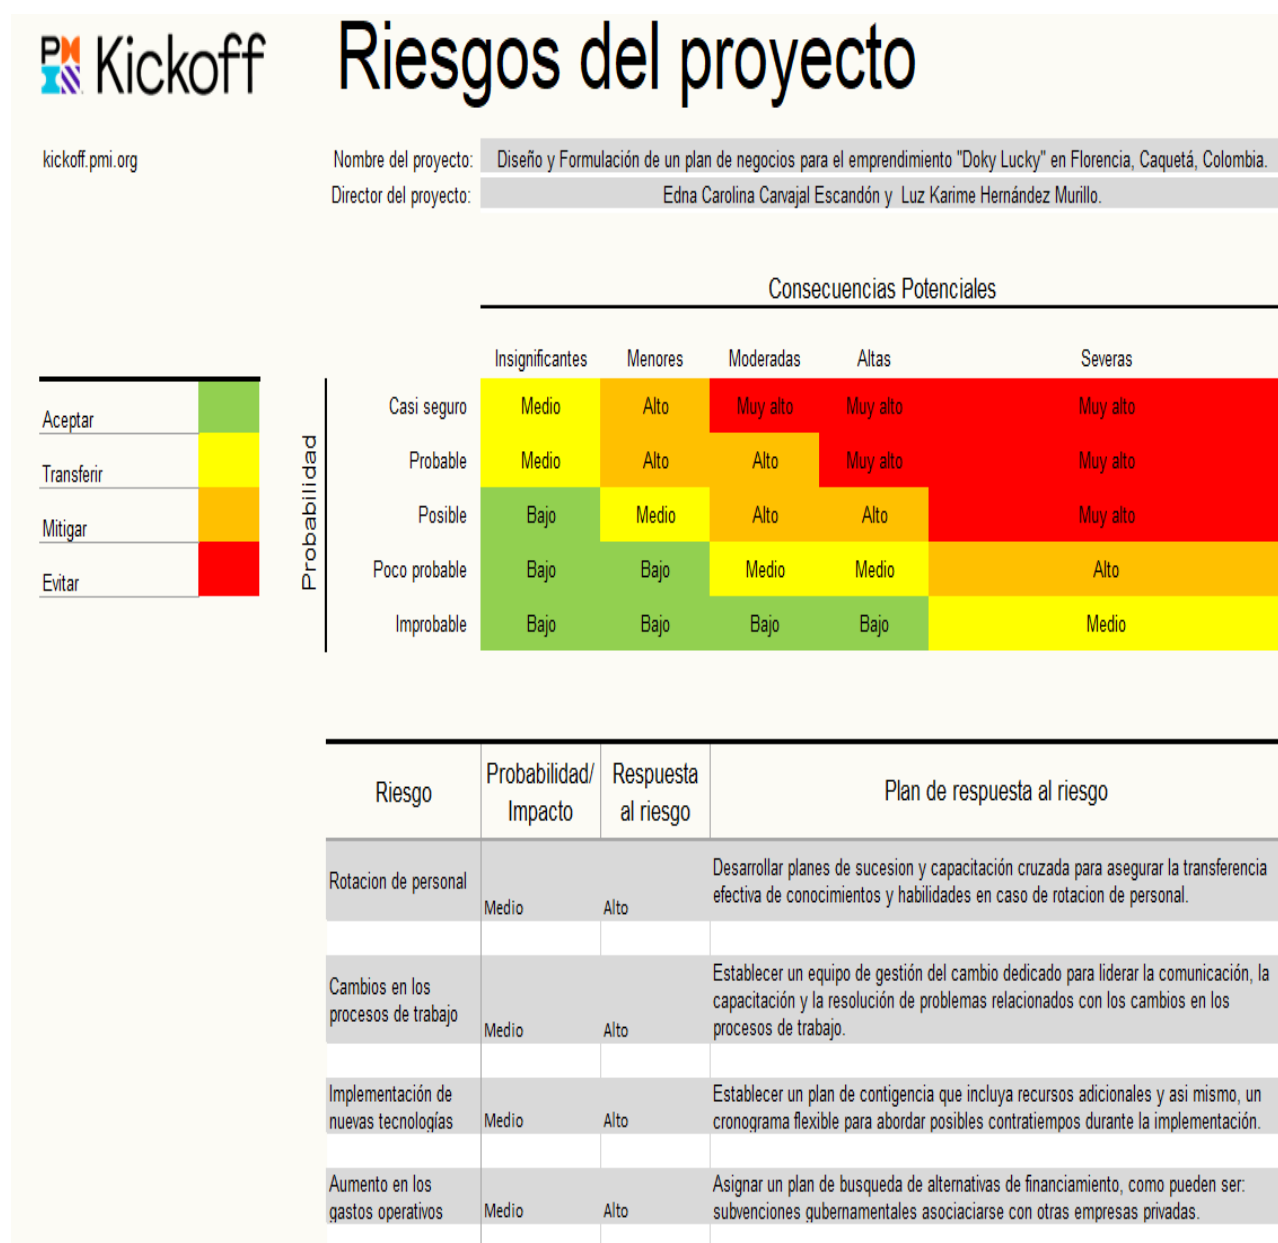 PM Kickoff
Riesgos del proyecto
kickoff.pmi.org
Nombre del proyecto: Diseño y Formulación de un plan de negocios para el emprendimiento "Doky Lucky" en Florencia, Caquetá, Colombia.
Director del proyecto: Edna Carolina Carvajal Escandón y Luz Karime Hernández Murillo.
Consecuencias Potenciales
Insignificantes Menores Moderadas Altas Severas
Aceptar
Transferir
Mitigar
Evitar
Probabilidad
Casi seguro Medio Alto Muy alto Muy alto Muy alto
Probable Medio Alto Alto Muy alto Muy alto
Posible Bajo Medio Alto Alto Muy alto
Poco probable Bajo Bajo Medio Medio Alto
Improbable Bajo Bajo Bajo Bajo Medio
Riesgo
Probabilidad/
Impacto
Respuesta
al riesgo
Plan de respuesta al riesgo
Rotacion de personal
Medio
Alto
Desarrollar planes de sucesion y capacitación cruzada para asegurar la transferencia
efectiva de conocimientos y habilidades en caso de rotacion de personal.
Cambios en los
procesos de trabajo
Medio
Alto
Establecer un equipo de gestión del cambio dedicado para liderar la comunicación, la
capacitación y la resolución de problemas relacionados con los cambios en los
procesos de trabajo.
Implementación de
nuevas tecnologías
Medio
Alto
Establecer un plan de contigencia que incluya recursos adicionales y asi mismo, un
cronograma flexible para abordar posibles contratiempos durante la implementación.
Aumento en los
gastos operativos
Medio
Alto
Asignar un plan de busqueda de alternativas de financiamiento, como pueden ser:
subvenciones gubernamentales asociaciarse con otras empresas privadas.